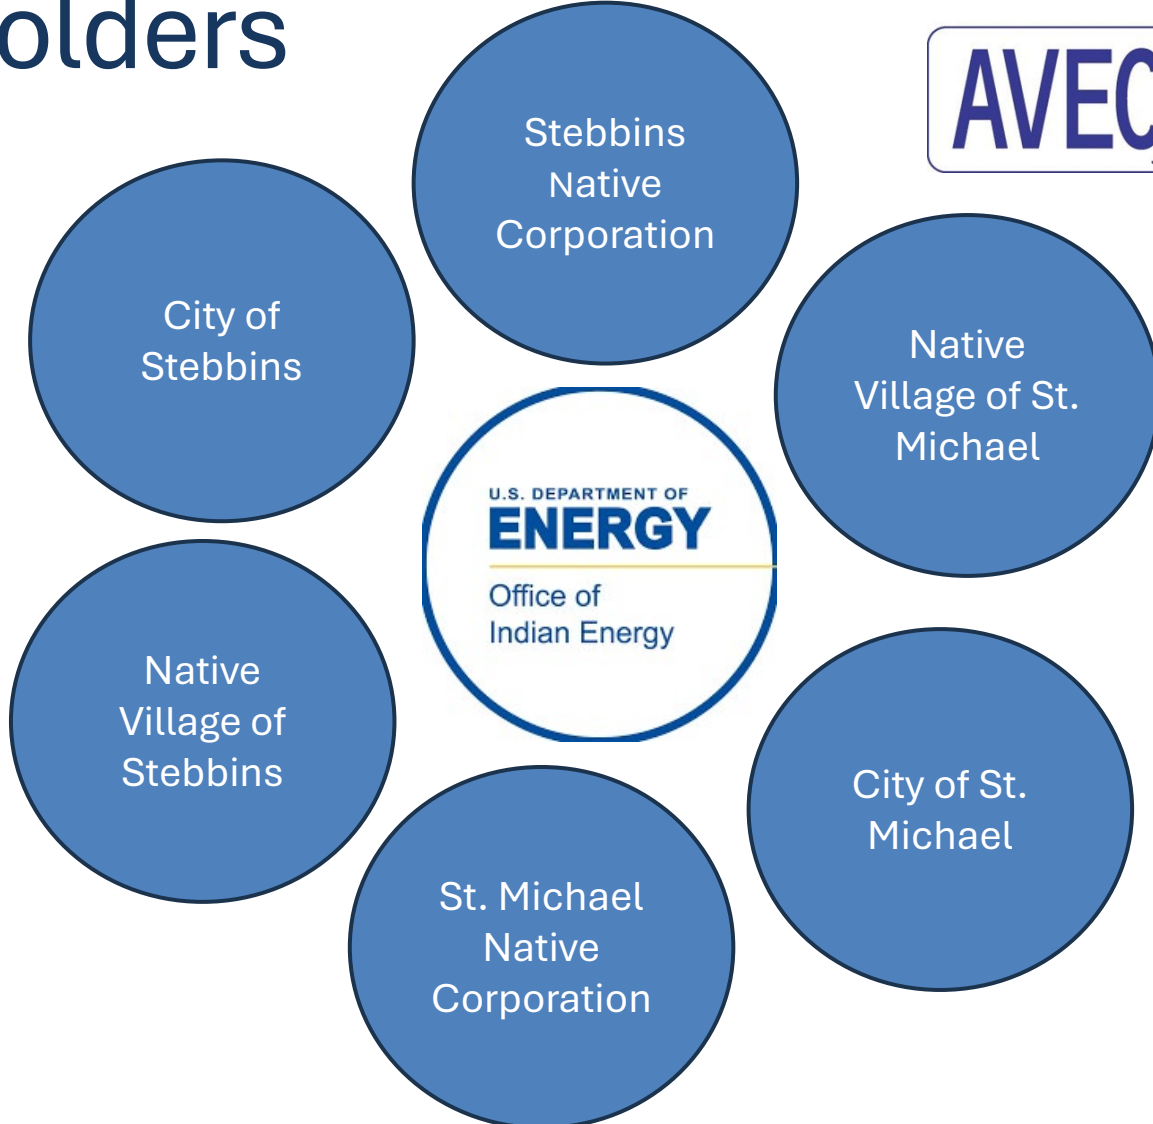 olders
AVEC
Stebbins
Native
Corporation
City of
Stebbins
Native
Village of St.
Michael
U.S. DEPARTMENT OF
ENERGY
Office of
Indian Energy
Native
Village of
Stebbins
City of St.
Michael
St. Michael
Native
Corporation